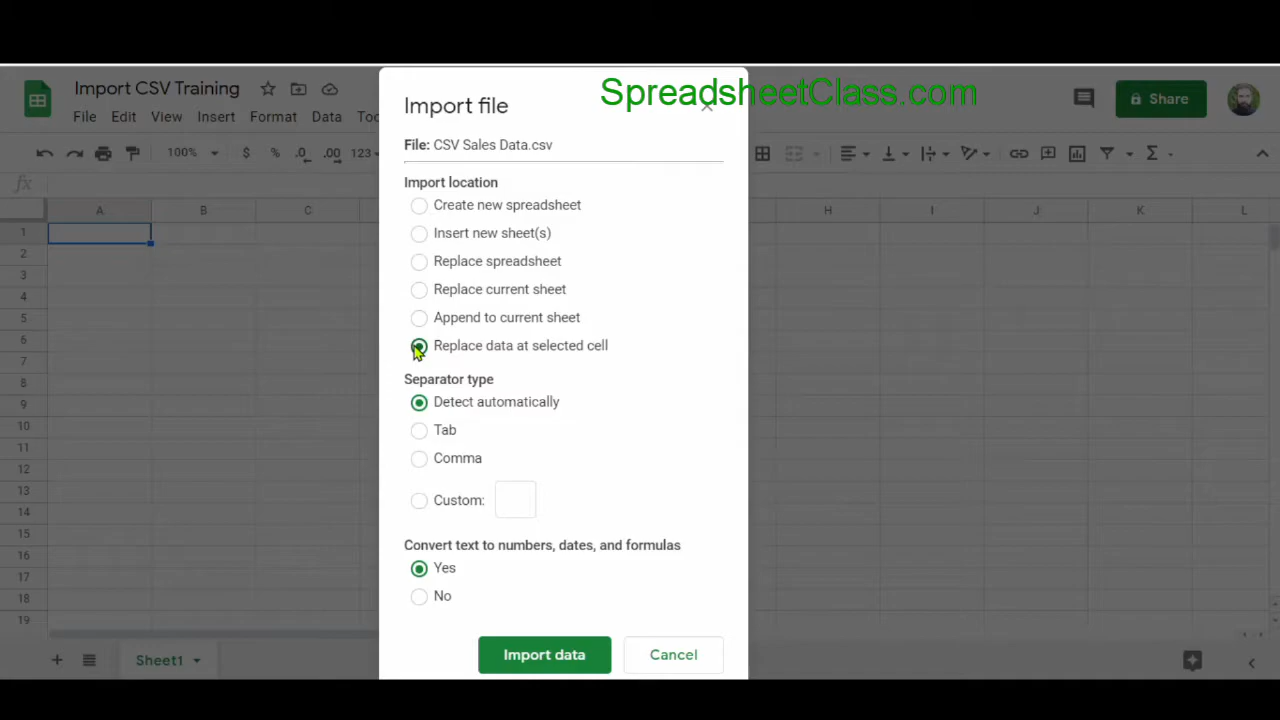 SpreadsheetClass.com
Import CSV Training
File Edit View Insert Format Data Too
Share
100% $ % .0 .00 123
Import file
File: CSV Sales Data.csv
Import location
Create new spreadsheet
Insert new sheet(s)
Replace spreadsheet
Replace current sheet
Append to current sheet
Replace data at selected cell
Separator type
Detect automatically
Tab
Comma
Custom:
Convert text to numbers, dates, and formulas
Yes
No
Import data Cancel
fx
A B C H I J K L
1
2
3
4
5
6
7
8
9
10
11
12
13
14
15
16
17
18
19
Sheet1